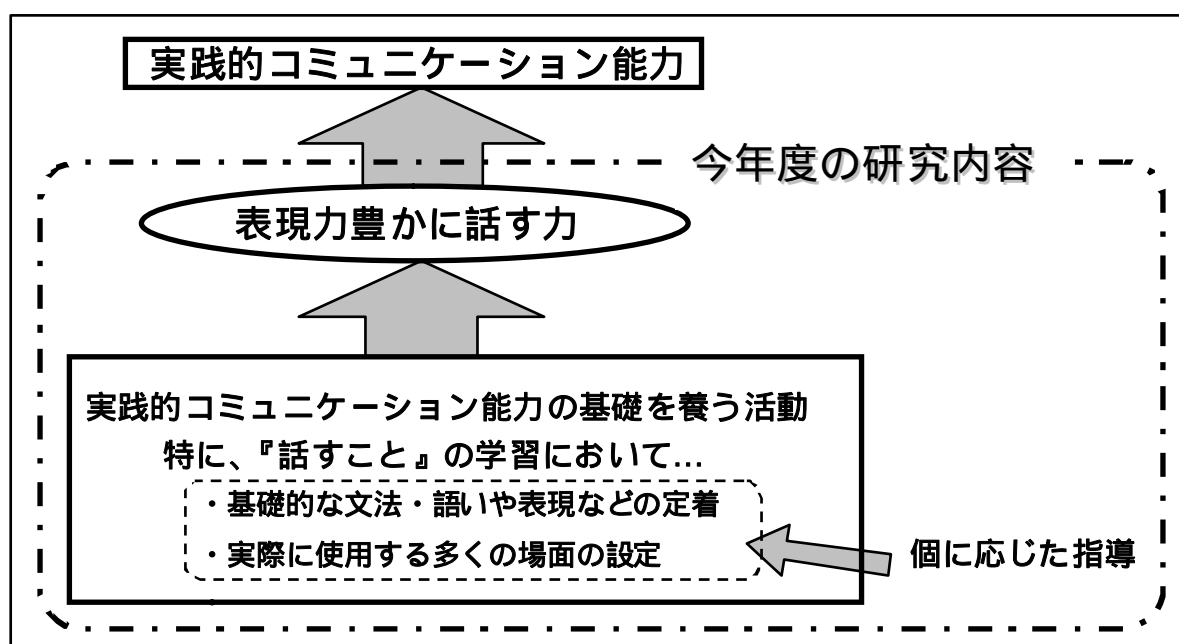 実践的コミュニケーション能力
今年度の研究内容
表現力豊かに話す力
実践的コミュニケーション能力の基礎を養う活動
特に、『話すこと』の学習において…
・基礎的な文法・語いや表現などの定着
・実際に使用する多くの場面の設定
個に応じた指導